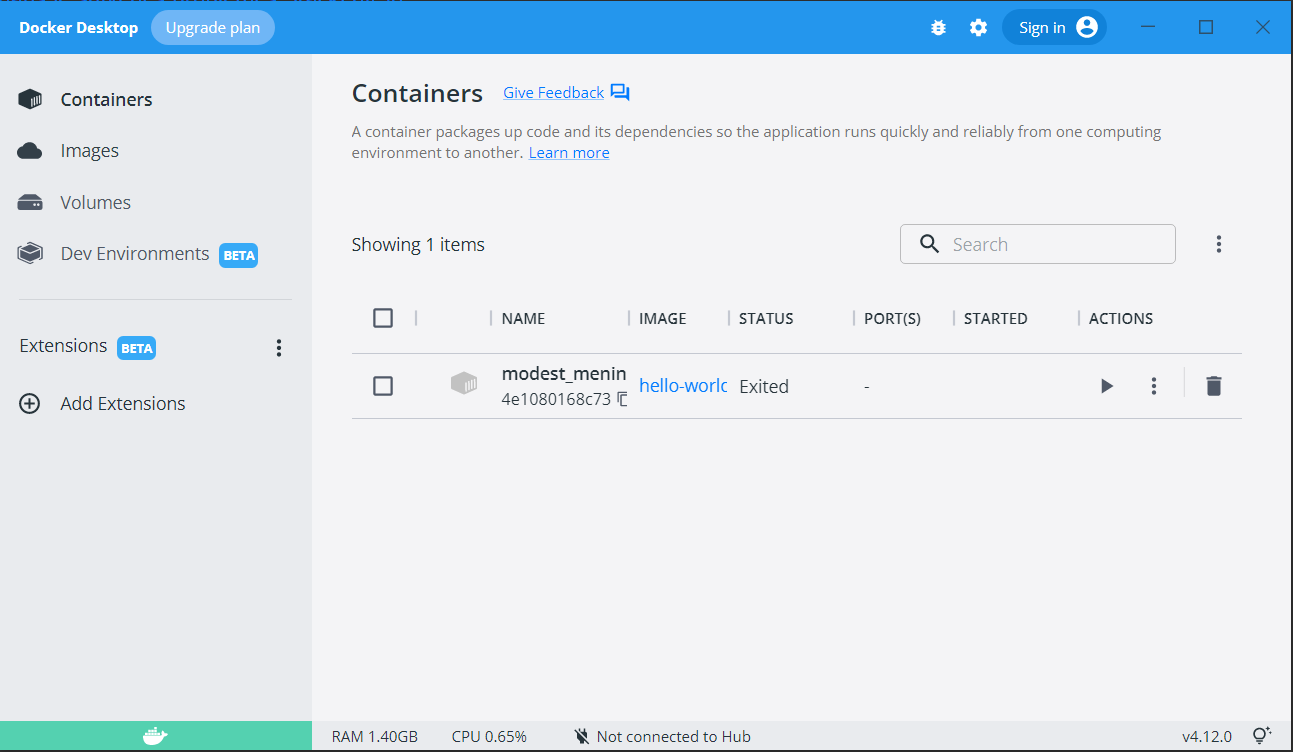 Docker Desktop Upgrade plan Sign in
Containers
Images
Volumes
Dev Environments BETA
Extensions BETA
Add Extensions
Containers Give Feedback
A container packages up code and its dependencies so the application runs quickly and reliably from one computing
environment to another. Learn more
Showing 1 items Search
NAME IMAGE STATUS PORT(S) STARTED ACTIONS
modest_menin
4e1080168c73
hello-worl Exited -
RAM 1.40GB CPU 0.65% Not connected to Hub v4.12.0